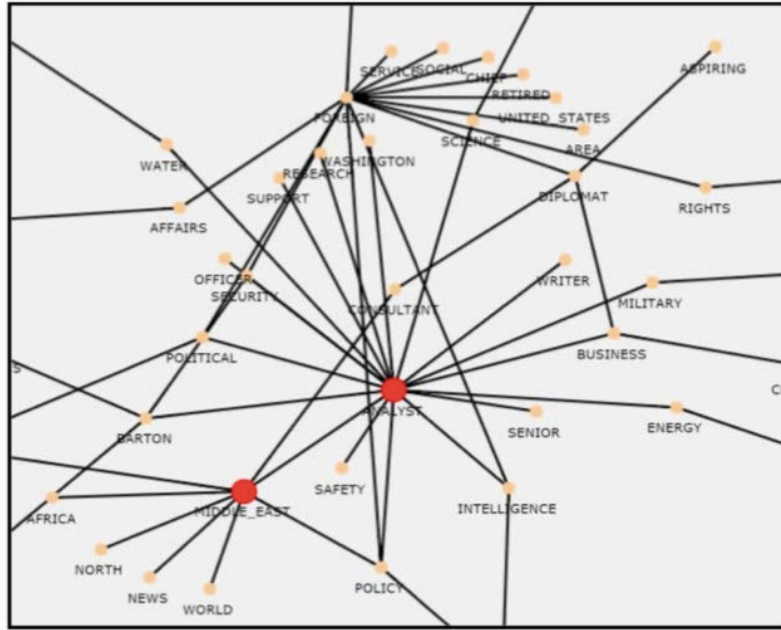 SERVICE
SOCIAL
CHIEF
ASPIRING
RETIRED
FOREIGN
UNITED_STATES
SCIENCE
AREA
WASHINGTON
WATER
RESEARCH
SUPPORT
DIPLOMAT
RIGHTS
AFFAIRS
OFFICER
WRITER
SECURITY
CONSULTANT
MILITARY
POLITICAL
BUSINESS
S
C
ANALYST
BARTON
SENIOR
ENERGY
SAFETY
MIDDLE_EAST
INTELLIGENCE
AFRICA
NORTH
POLICY
NEWS
WORLD